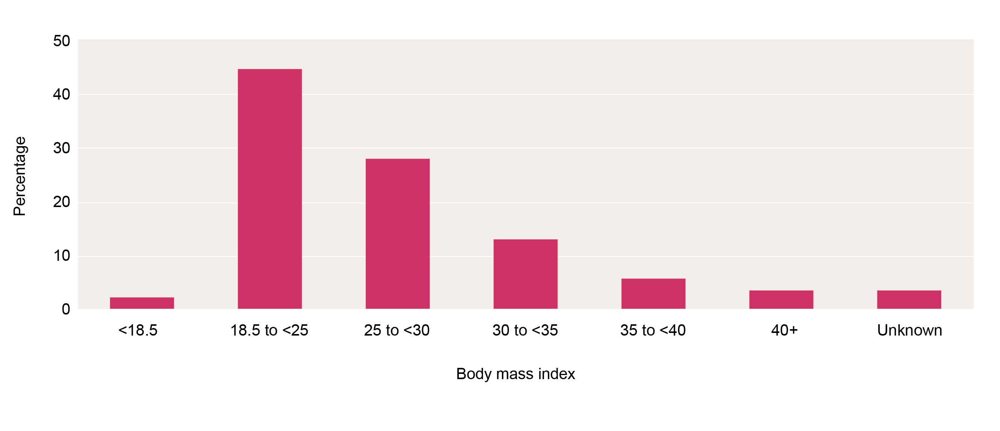 Percentage
50
40
30
20
10
0
<18.5
18.5 to <25
25 to <30
30 to <35
35 to <40
40+
Unknown
Body mass index